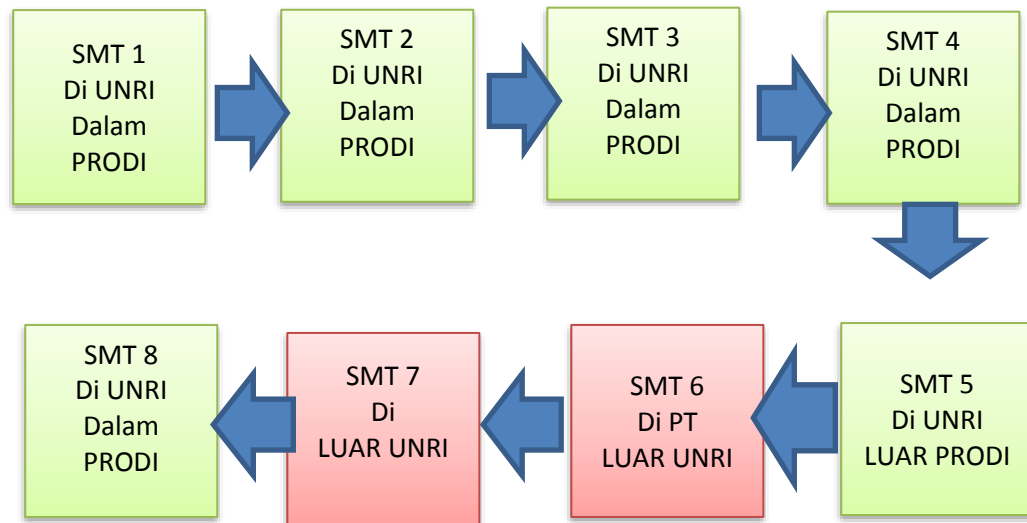 SMT 1
Di UNRI
Dalam
PRODI
SMT 2
Di UNRI
Dalam
PRODI
SMT 3
Di UNRI
Dalam
PRODI
SMT 4
Di UNRI
Dalam
PRODI
SMT 5
Di UNRI
LUAR PRODI
SMT 6
Di PT
LUAR UNRI
SMT 7
Di
LUAR UNRI
SMT 8
Di UNRI
Dalam
PRODI